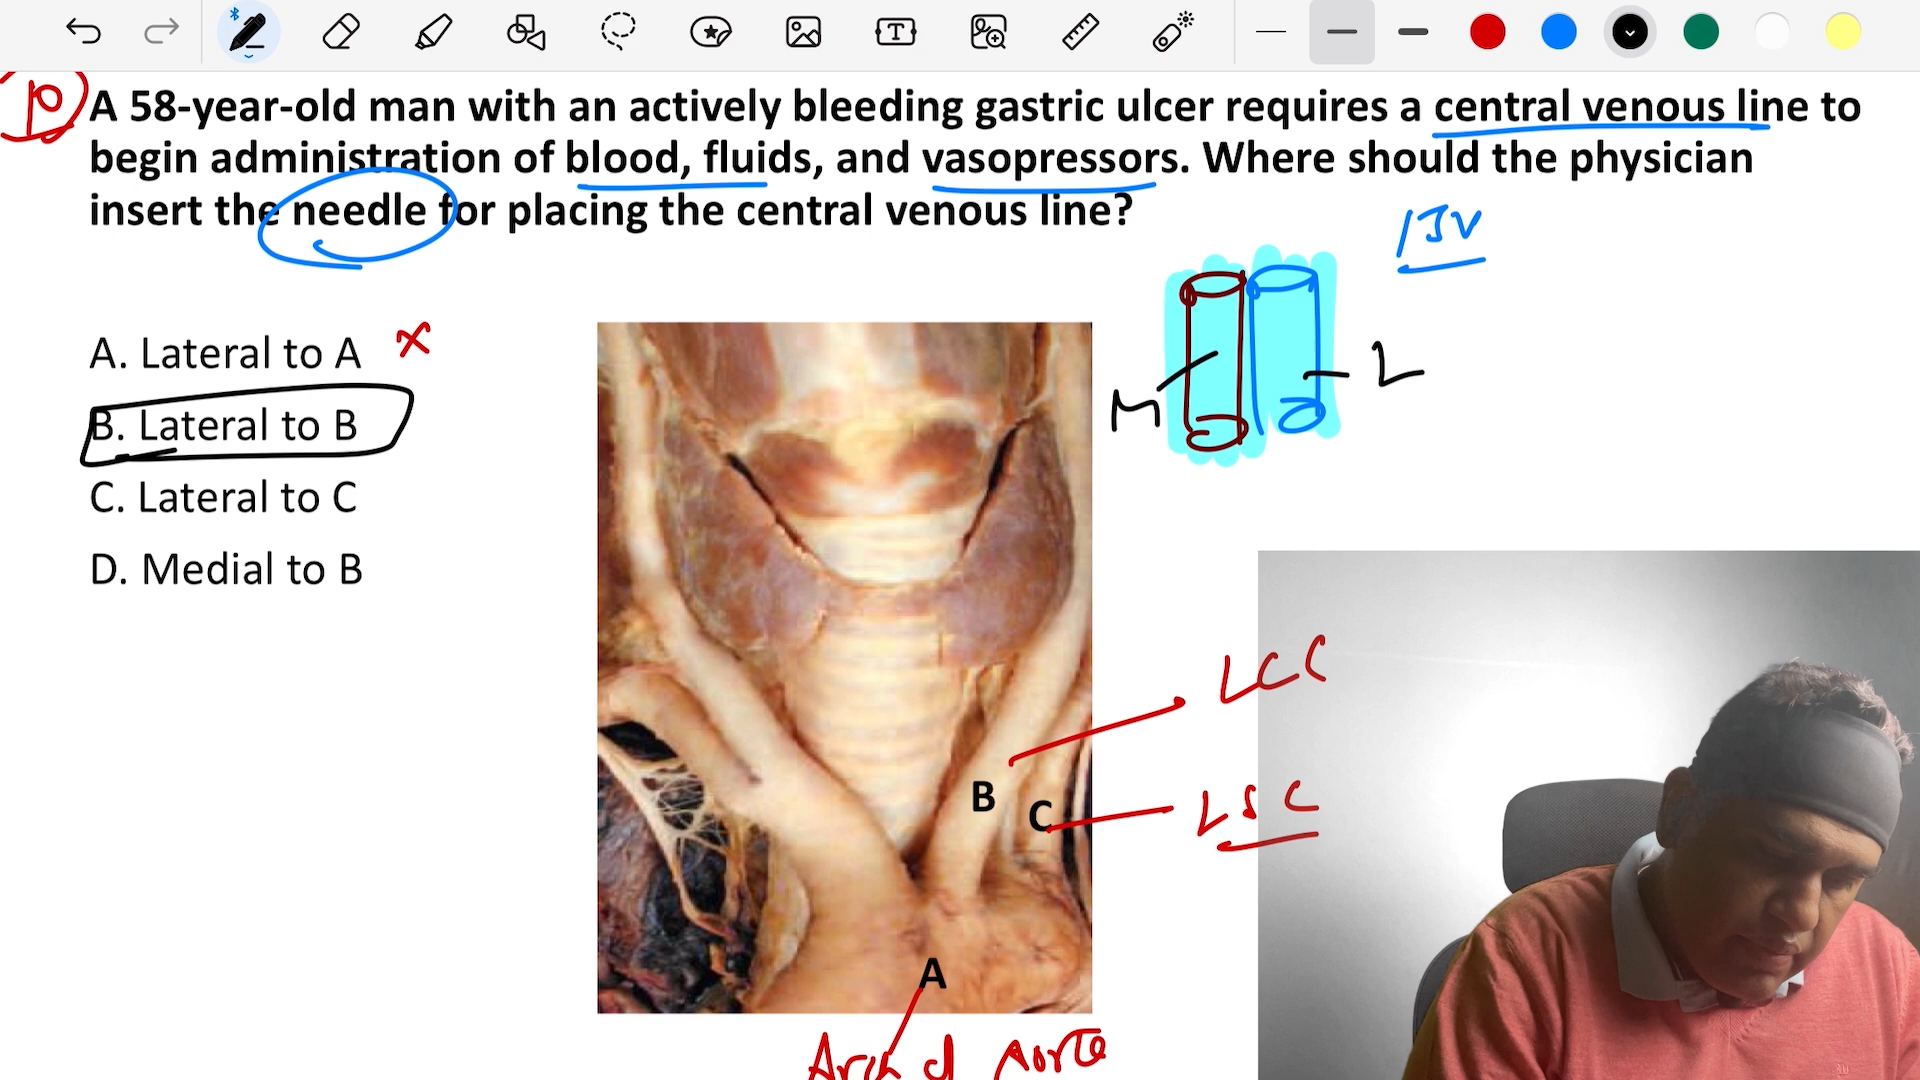 A 58-year-old man with an actively bleeding gastric ulcer requires a central venous line to
begin administration of blood, fluids, and vasopressors. Where should the physician
insert the needle for placing the central venous line?
IJV
A. Lateral to A X
B. Lateral to B
C. Lateral to C
D. Medial to B
M
L
LCC
B
C
LSC
A
Arch of Aorta